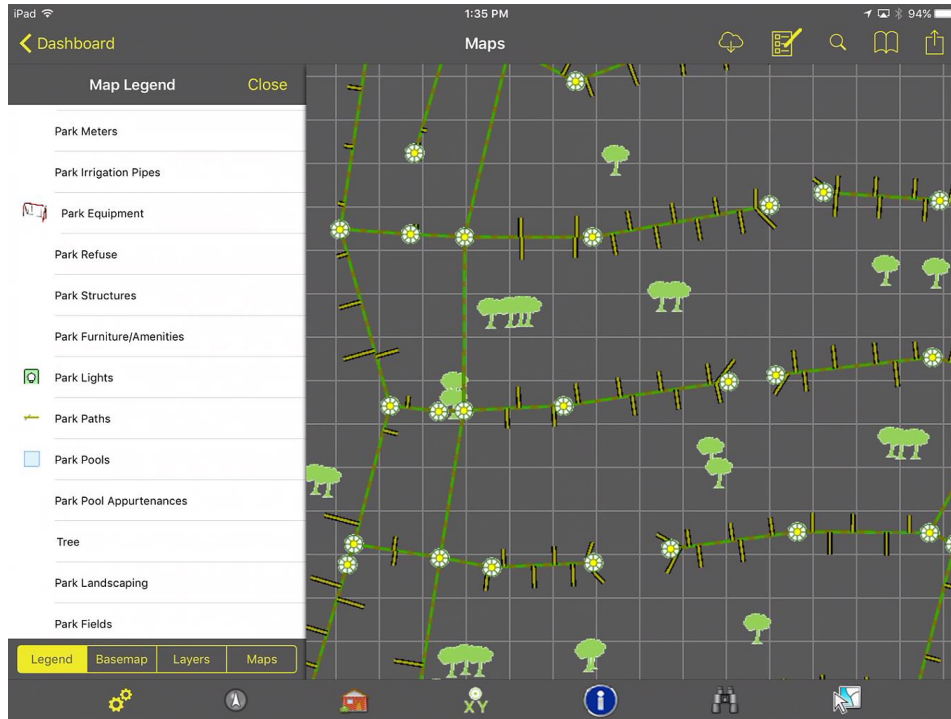 iPad 1:35 PM 94%
Dashboard Maps
Map Legend Close
Park Meters
Park Irrigation Pipes
Park Equipment
Park Refuse
Park Structures
Park Furniture/Amenities
Park Lights
Park Paths
Park Pools
Park Pool Appurtenances
Tree
Park Landscaping
Park Fields
Legend Basemap Layers Maps
XY